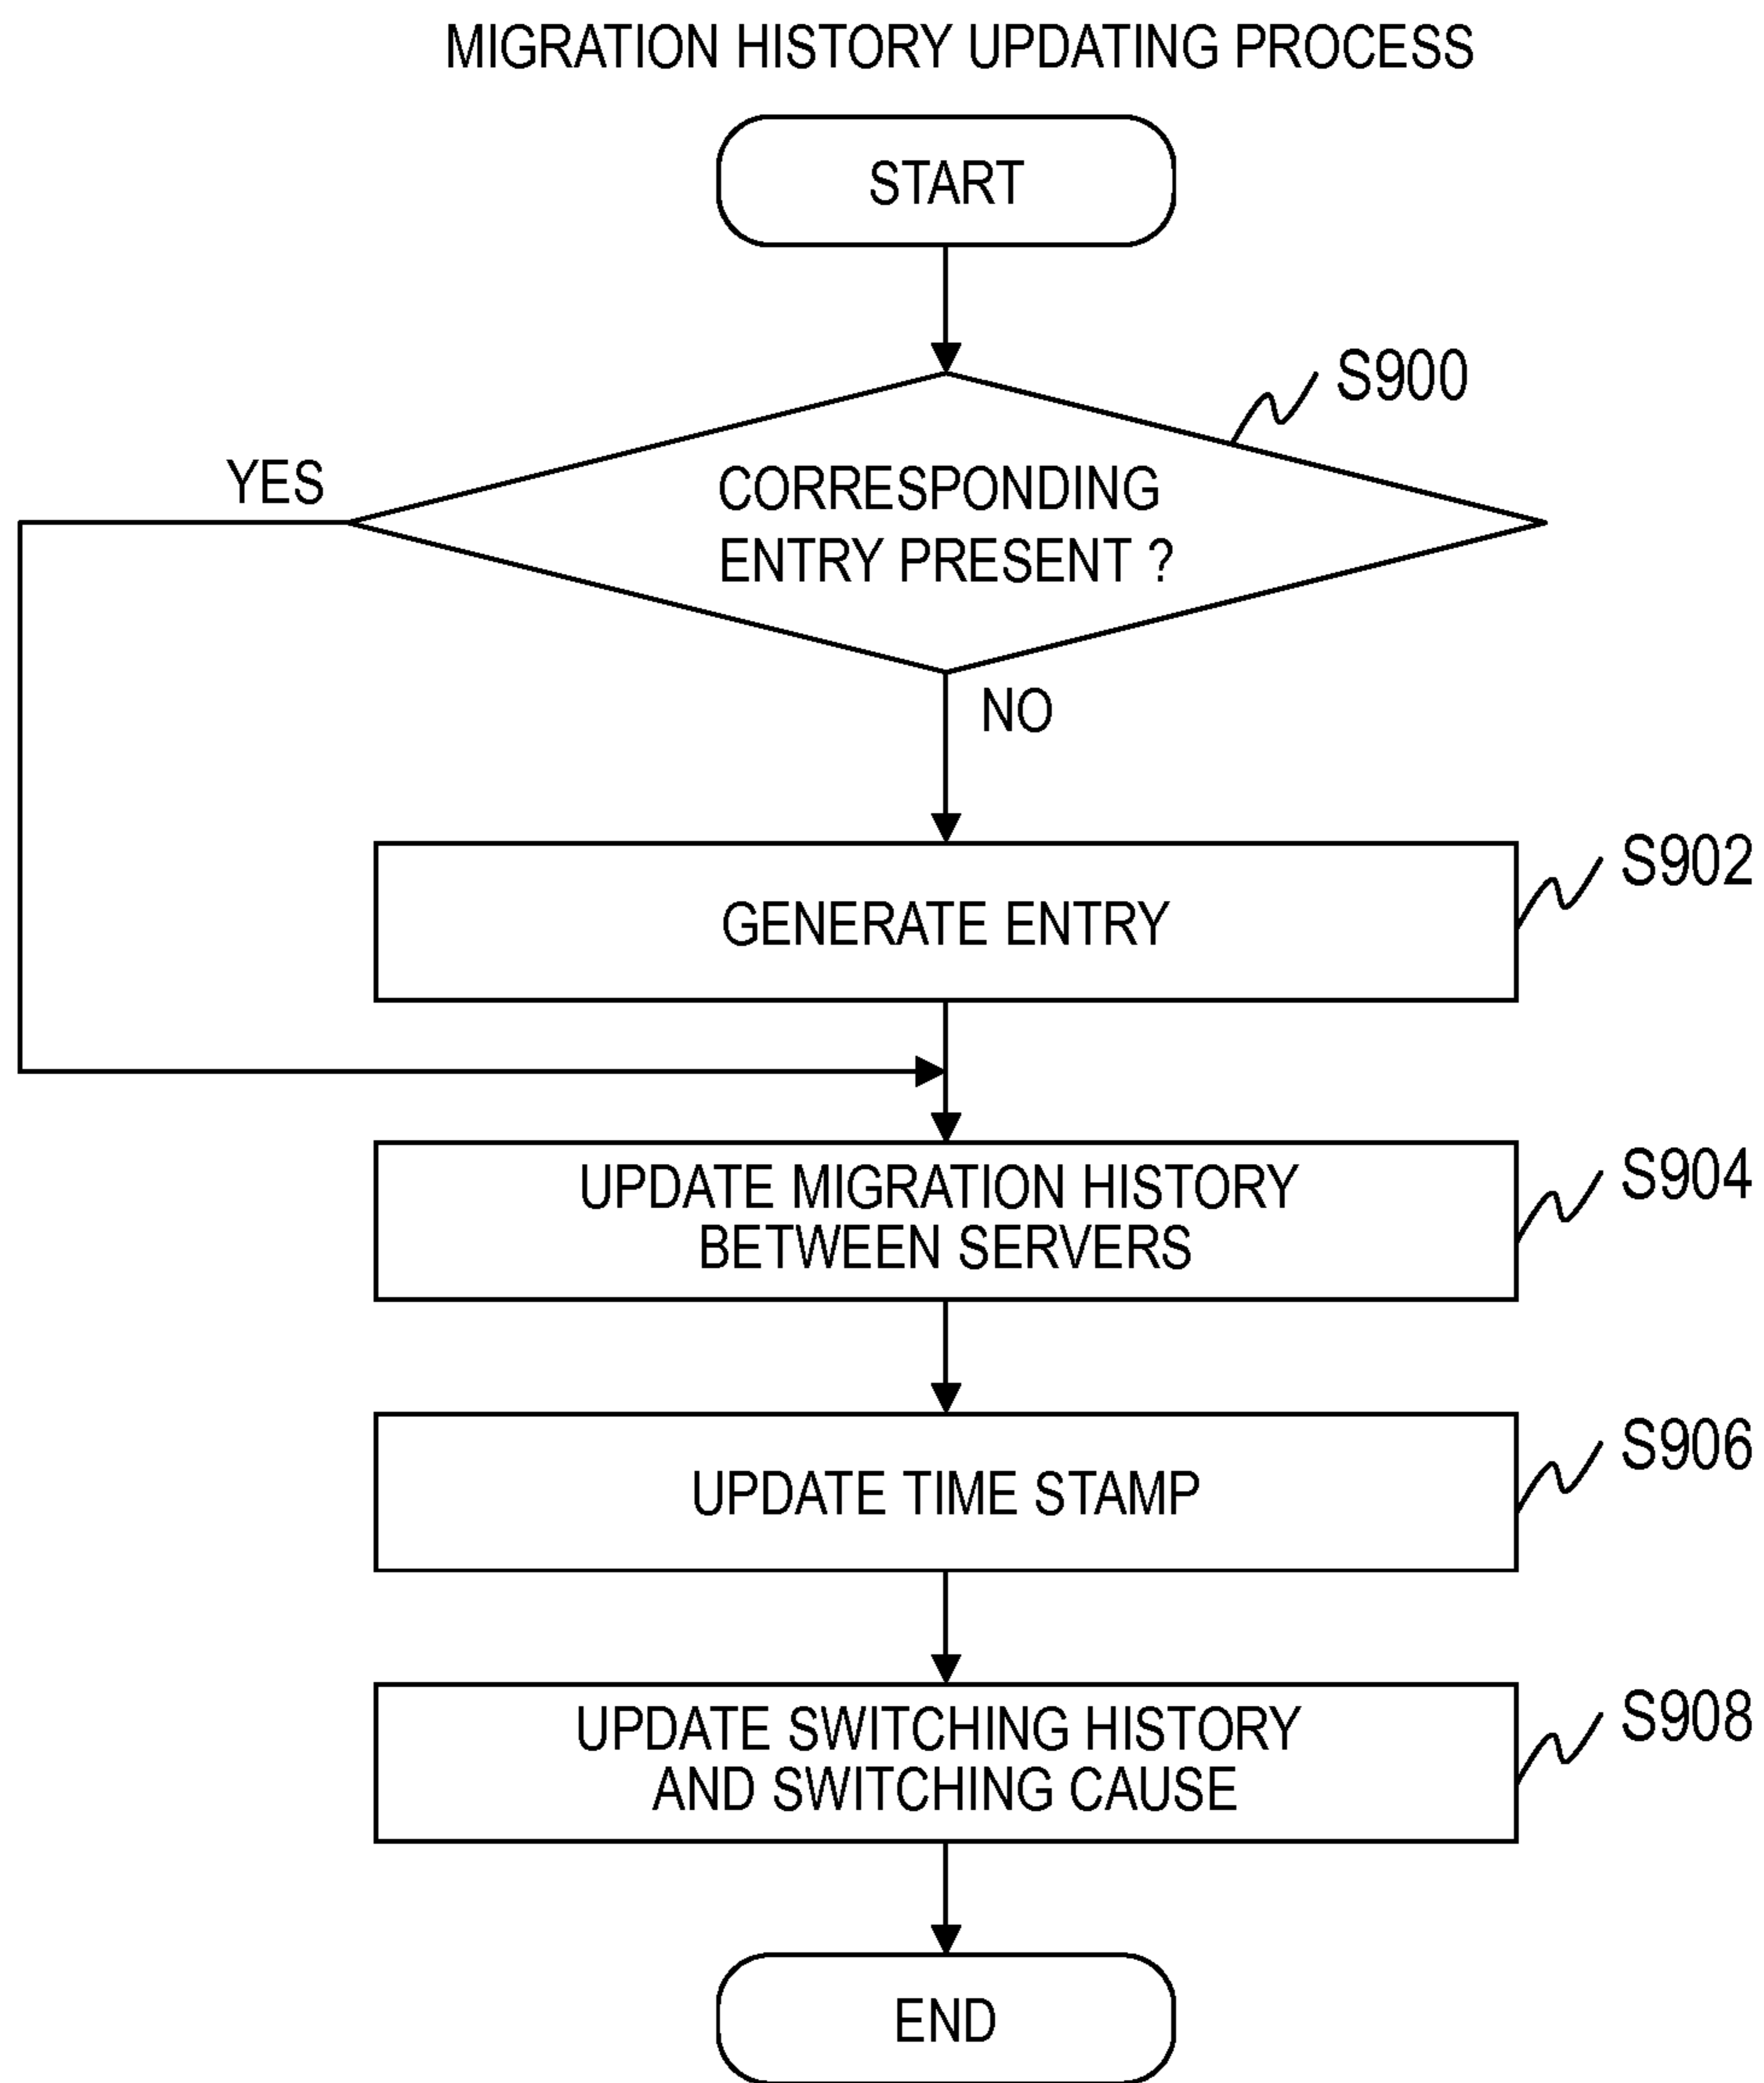 MIGRATION HISTORY UPDATING PROCESS
START
S900
YES
CORRESPONDING
ENTRY PRESENT ?
NO
S902
GENERATE ENTRY
S904
UPDATE MIGRATION HISTORY
BETWEEN SERVERS
S906
UPDATE TIME STAMP
S908
UPDATE SWITCHING HISTORY
AND SWITCHING CAUSE
END